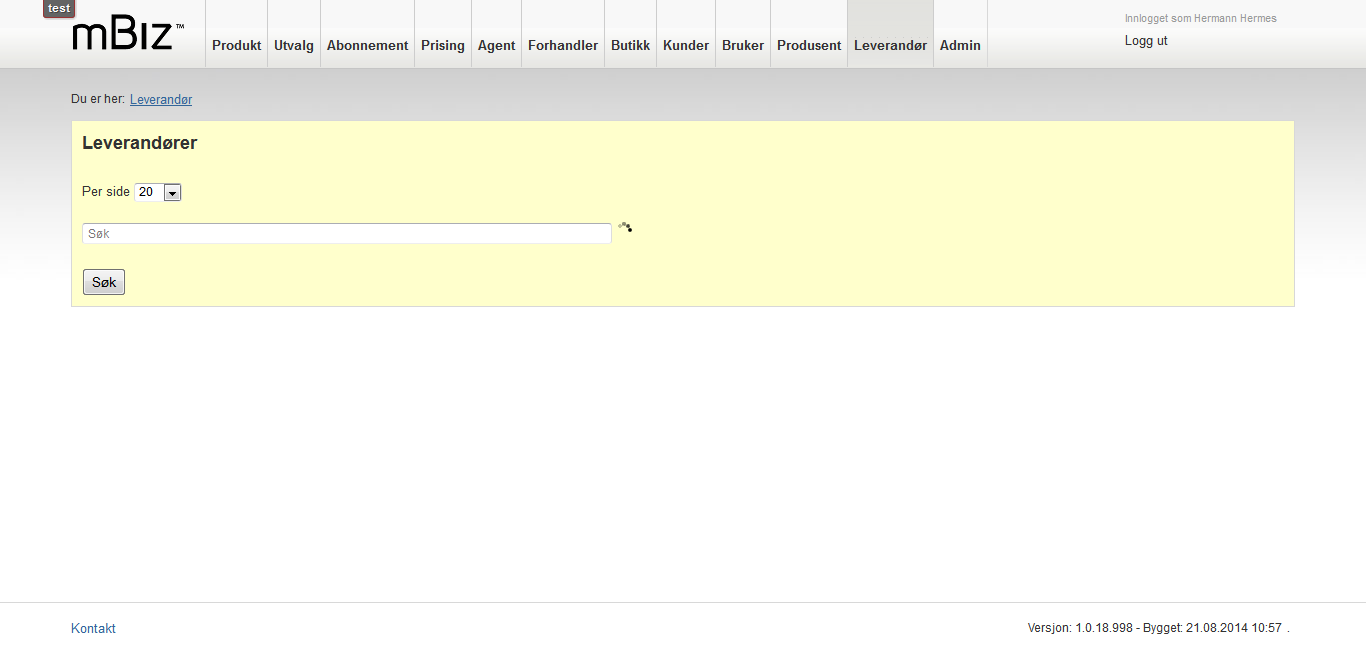 test
mBiz™
Produkt Utvalg Abonnement Prising Agent Forhandler Butikk Kunder Bruker Produsent Leverandør Admin
Innlogget som Hermann Hermes
Logg ut
Du er her: Leverandør
Leverandører
Per side 20
Søk
Søk
Kontakt
Versjon: 1.0.18.998 - Bygget: 21.08.2014 10:57 .